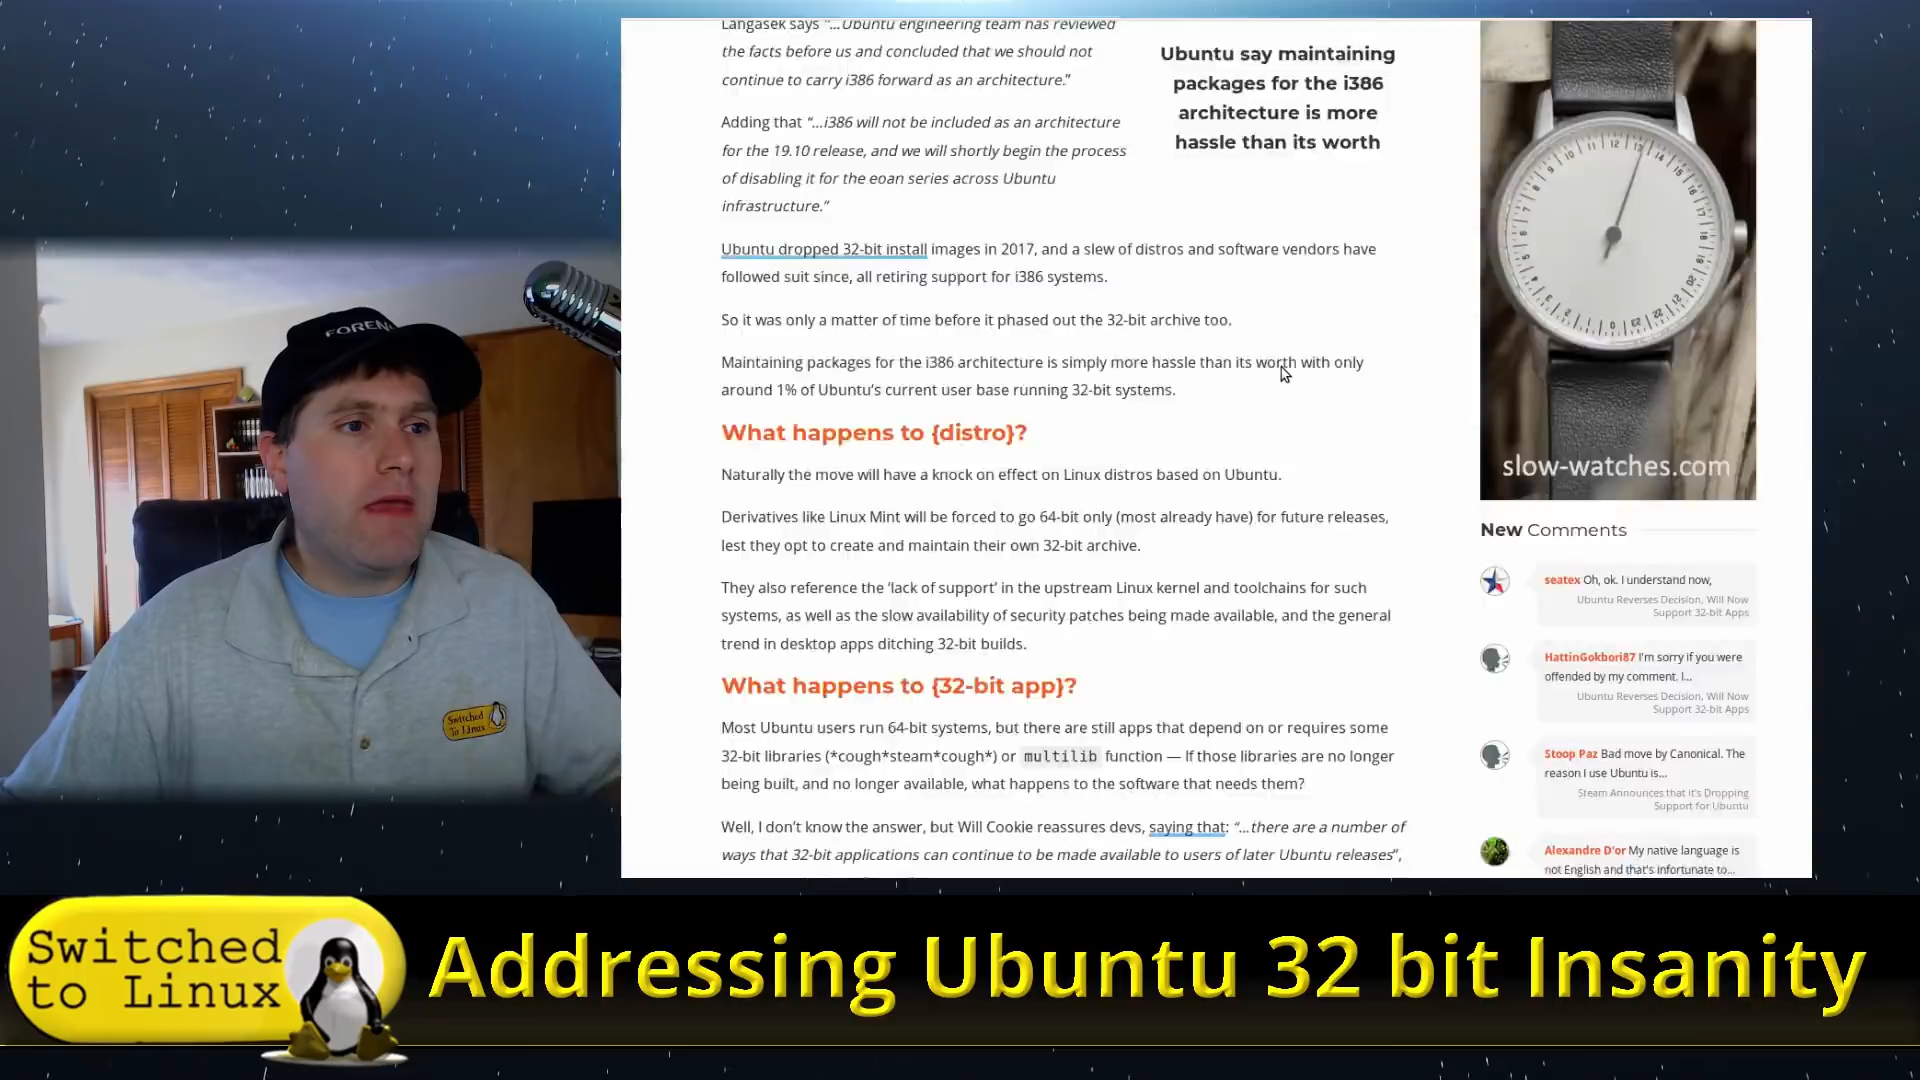 Langasek says “...Ubuntu engineering team has reviewed
the facts before us and concluded that we should not
continue to carry i386 forward as an architecture.”
Adding that “...i386 will not be included as an architecture
for the 19.10 release, and we will shortly begin the process
of disabling it for the eoan series across Ubuntu
infrastructure.”
Ubuntu say maintaining
packages for the i386
architecture is more
hassle than its worth
Ubuntu dropped 32-bit install images in 2017, and a slew of distros and software vendors have
followed suit since, all retiring support for i386 systems.
So it was only a matter of time before it phased out the 32-bit archive too.
Maintaining packages for the i386 architecture is simply more hassle than its worth with only
around 1% of Ubuntu’s current user base running 32-bit systems.
What happens to {distro}?
Naturally the move will have a knock on effect on Linux distros based on Ubuntu.
Derivatives like Linux Mint will be forced to go 64-bit only (most already have) for future releases,
lest they opt to create and maintain their own 32-bit archive.
They also reference the ‘lack of support’ in the upstream Linux kernel and toolchains for such
systems, as well as the slow availability of security patches being made available, and the general
trend in desktop apps ditching 32-bit builds.
What happens to {32-bit app}?
Most Ubuntu users run 64-bit systems, but there are still apps that depend on or requires some
32-bit libraries (*cough*steam*cough*) or multilib function — If those libraries are no longer
being built, and no longer available, what happens to the software that needs them?
Well, I don’t know the answer, but Will Cookie reassures devs, saying that: “...there are a number of
ways that 32-bit applications can continue to be made available to users of later Ubuntu releases”,
slow-watches.com
New Comments
seatex Oh, ok. I understand now,
Ubuntu Reverses Decision, Will Now
Support 32-bit Apps
HattinGokbori87 I'm sorry if you were
offended by my comment. I...
Ubuntu Reverses Decision, Will Now
Support 32-bit Apps
Stoop Paz Bad move by Canonical. The
reason I use Ubuntu is...
Steam Announces that it's Dropping
Support for Ubuntu
Alexandre D'or My native language is
not English and that's infortunate to...
Switched
To Linux
Switched
to Linux
Addressing Ubuntu 32 bit Insanity